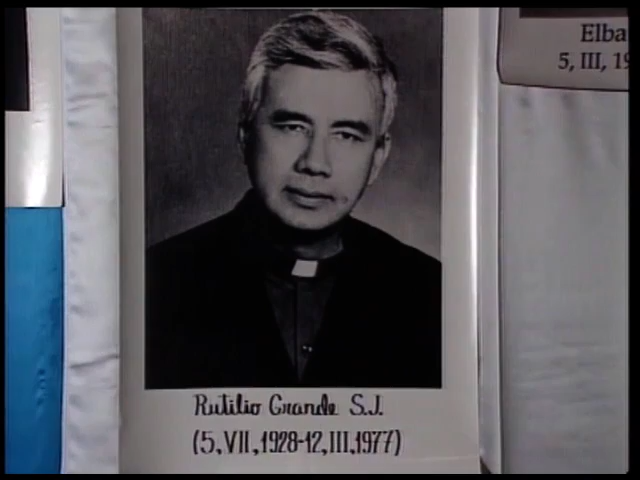 Elba
5, III, 19
Rutilio Grande S.J.
(5, VII, 1928-12, III, 1977)